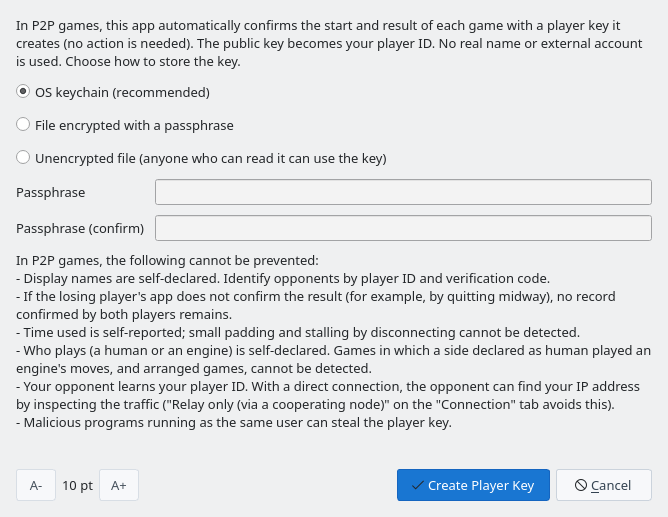 In P2P games, this app automatically confirms the start and result of each game with a player key it
creates (no action is needed). The public key becomes your player ID. No real name or external account
is used. Choose how to store the key.
OS keychain (recommended)
File encrypted with a passphrase
Unencrypted file (anyone who can read it can use the key)
Passphrase
Passphrase (confirm)
In P2P games, the following cannot be prevented:
- Display names are self-declared. Identify opponents by player ID and verification code.
- If the losing player's app does not confirm the result (for example, by quitting midway), no record
confirmed by both players remains.
- Time used is self-reported; small padding and stalling by disconnecting cannot be detected.
- Who plays (a human or an engine) is self-declared. Games in which a side declared as human played an
engine's moves, and arranged games, cannot be detected.
- Your opponent learns your player ID. With a direct connection, the opponent can find your IP address
by inspecting the traffic ("Relay only (via a cooperating node)" on the "Connection" tab avoids this).
- Malicious programs running as the same user can steal the player key.
A- 10 pt A+ Create Player Key Cancel